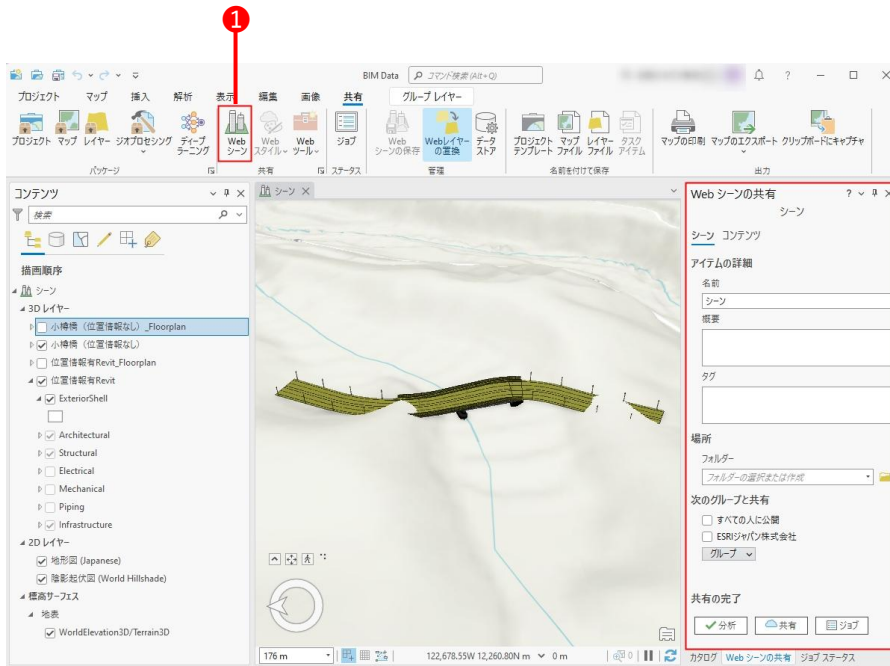 1
BIM Data
コマンド検索 (Alt+Q)
?
プロジェクト マップ 挿入 解析 表示 編集 画像 共有 グループ レイヤー
プロジェクト マップ レイヤー ジオプロセシング ディープ ラーニング
Web シーン Web スタイル Web ツール
ジョブ
Web シーンの保存 Webレイヤー の置換 データ ストア
プロジェクト テンプレート マップ ファイル レイヤー ファイル タスク アイテム
マップの印刷 マップのエクスポート クリップボードにキャプチャ
パッケージ 共有 ステータス 管理 名前を付けて保存 出力
コンテンツ
検索
描画順序
シーン
3D レイヤー
小樽橋（位置情報なし）_Floorplan
小樽橋（位置情報なし）
位置情報有Revit_Floorplan
位置情報有Revit
ExteriorShell
Architectural
Structural
Electrical
Mechanical
Piping
Infrastructure
2D レイヤー
地形図 (Japanese)
陰影起伏図 (World Hillshade)
標高サーフェス
地表
WorldElevation3D/Terrain3D
シーン
176 m
122,678.55W 12,260.80N m
0 m
0
Web シーンの共有
?
シーン
シーン コンテンツ
アイテムの詳細
名前
シーン
概要
タグ
場所
フォルダー
フォルダーの選択または作成
次のグループと共有
すべての人に公開
ESRIジャパン株式会社
グループ
共有の完了
分析 共有 ジョブ
カタログ Web シーンの共有 ジョブ ステータス